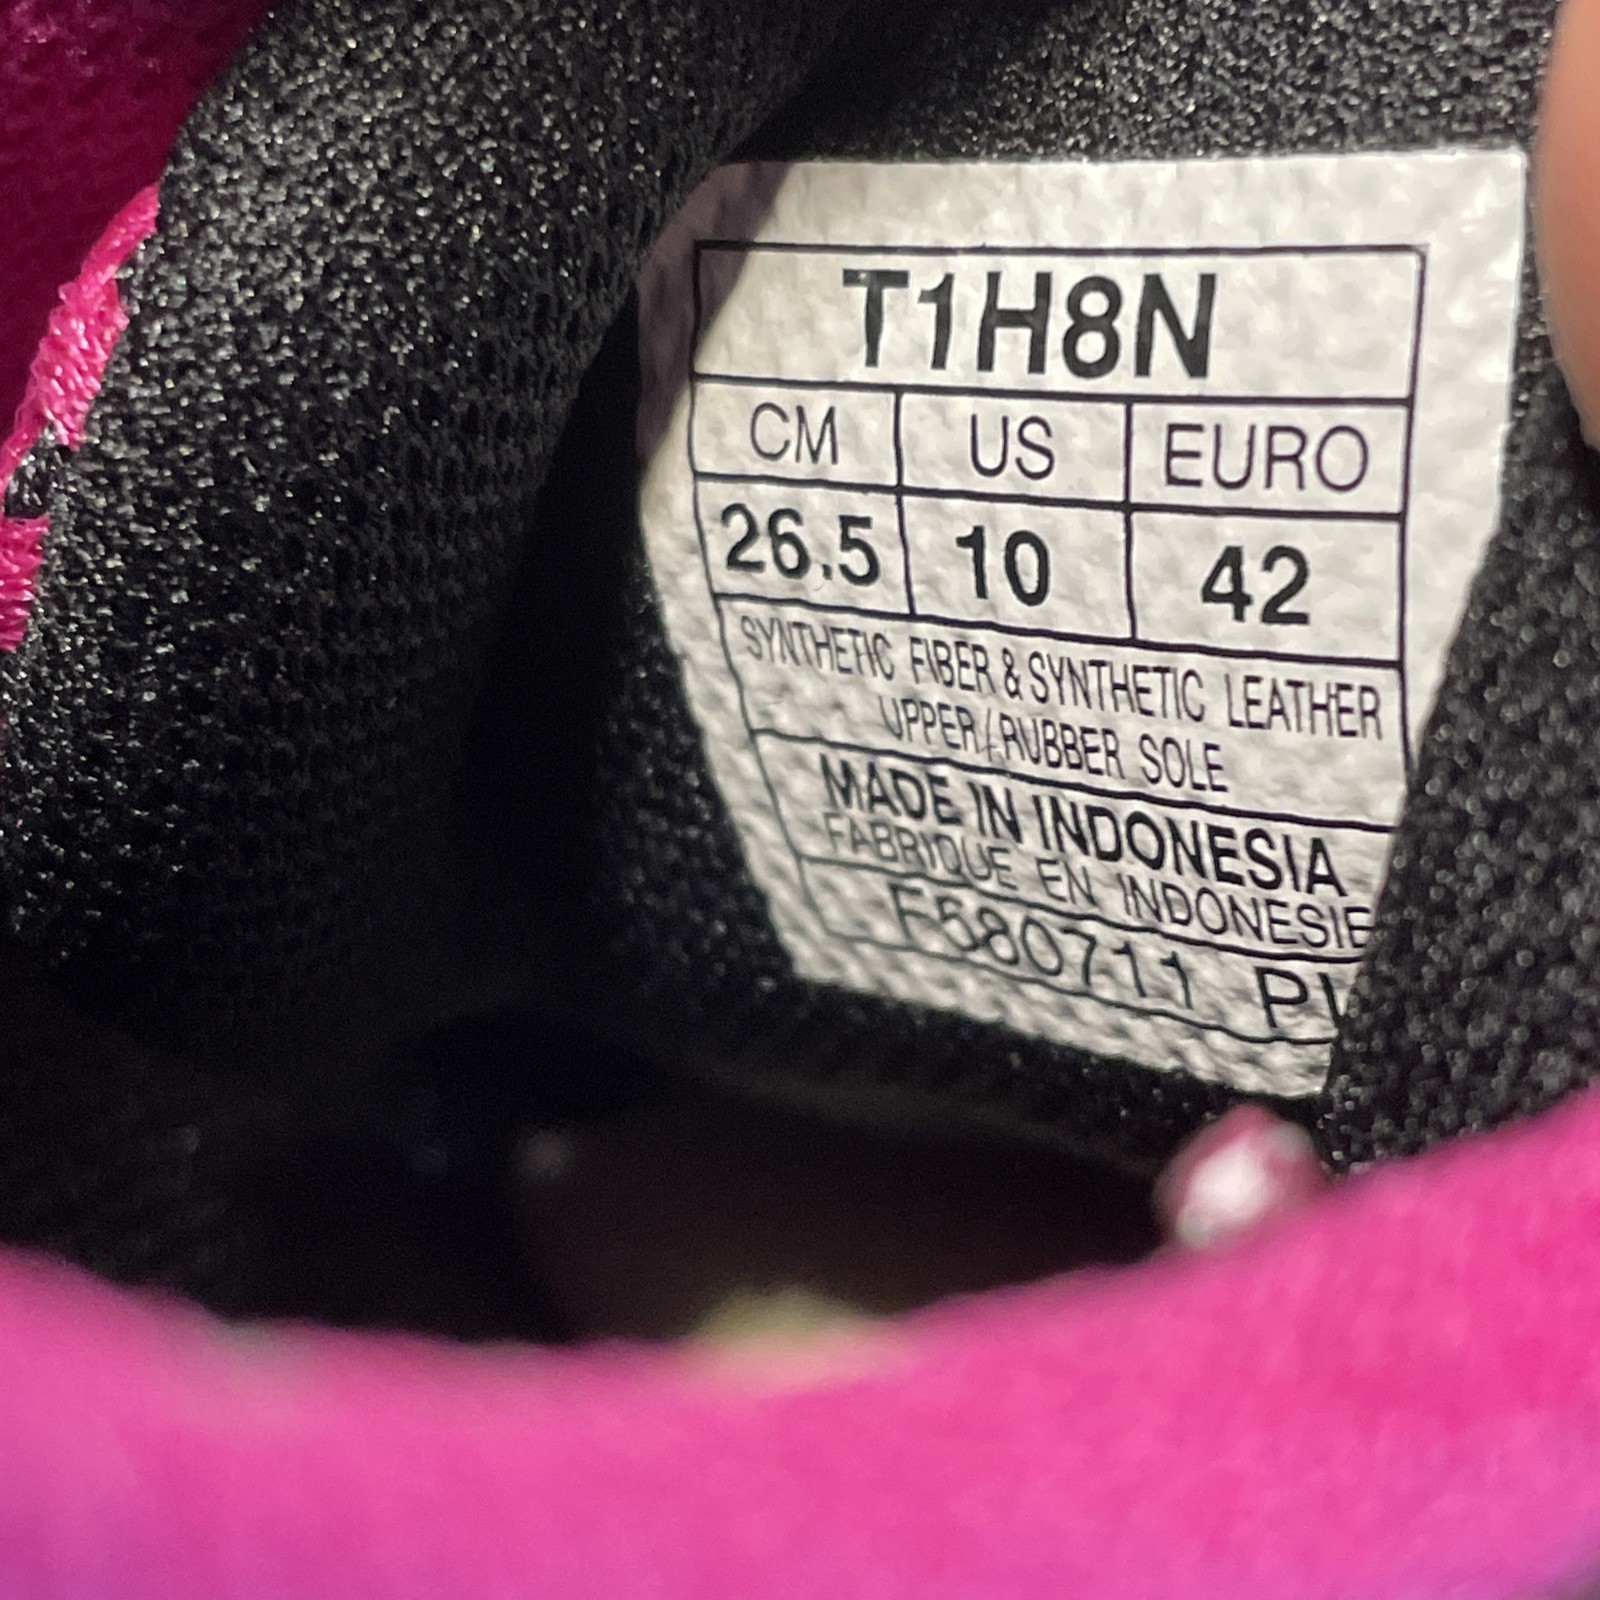 T1H8N
CM US EURO
26.5 10 42
SYNTHETIC FIBER & SYNTHETIC LEATHER
UPPER/RUBBER SOLE
MADE IN INDONESIA
FABRIQUE EN INDONESIE
F580711